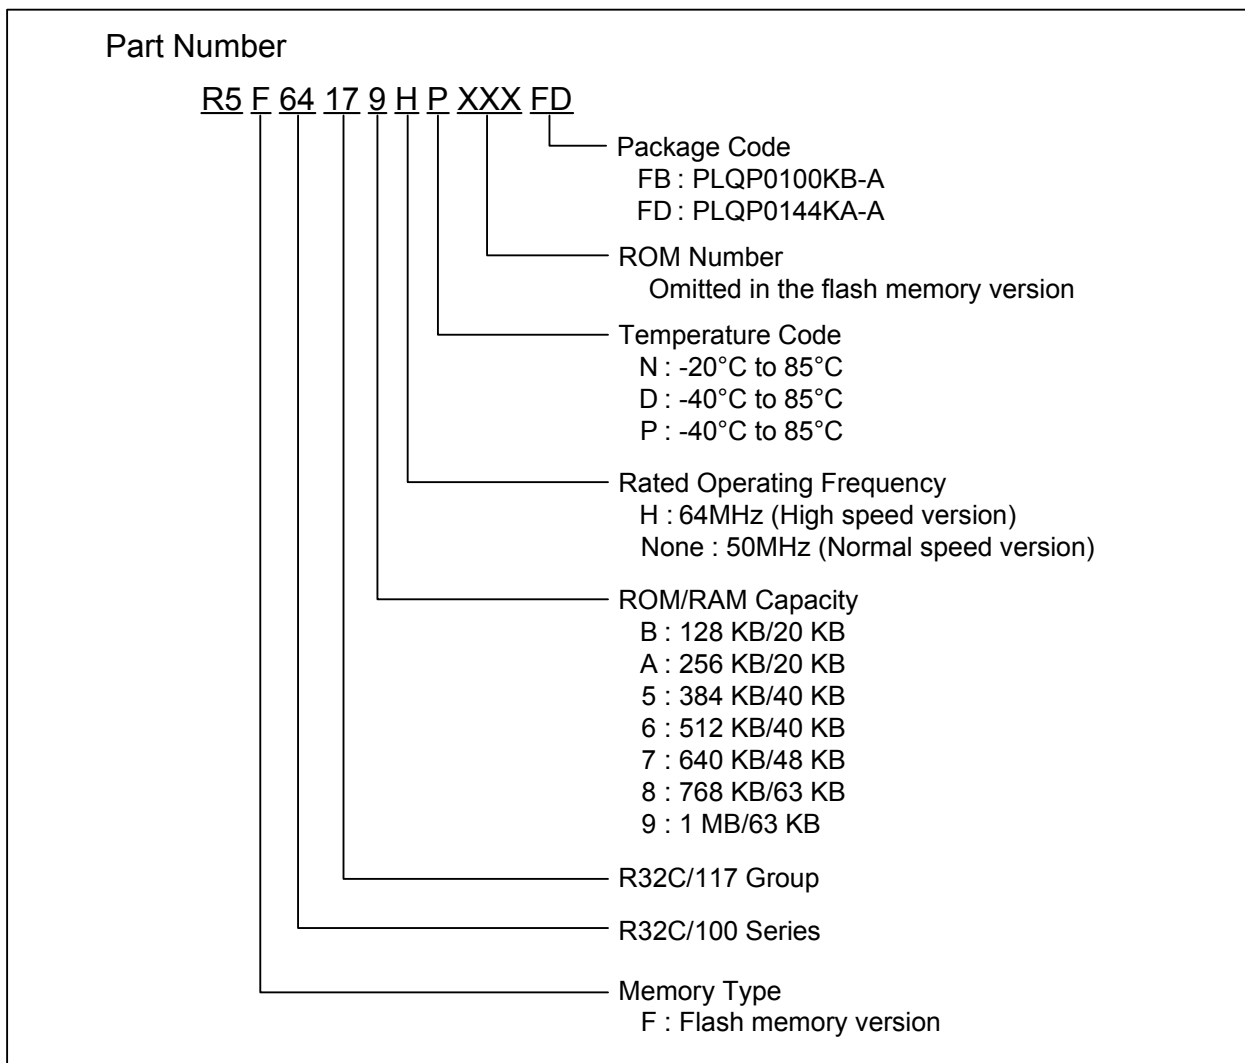 Part Number
R5 F 64 17 9 H P XXX FD
Package Code
FB : PLQP0100KB-A
FD : PLQP0144KA-A
ROM Number
Omitted in the flash memory version
Temperature Code
N : -20°C to 85°C
D : -40°C to 85°C
P : -40°C to 85°C
Rated Operating Frequency
H : 64MHz (High speed version)
None : 50MHz (Normal speed version)
ROM/RAM Capacity
B : 128 KB/20 KB
A : 256 KB/20 KB
5 : 384 KB/40 KB
6 : 512 KB/40 KB
7 : 640 KB/48 KB
8 : 768 KB/63 KB
9 : 1 MB/63 KB
R32C/117 Group
R32C/100 Series
Memory Type
F : Flash memory version